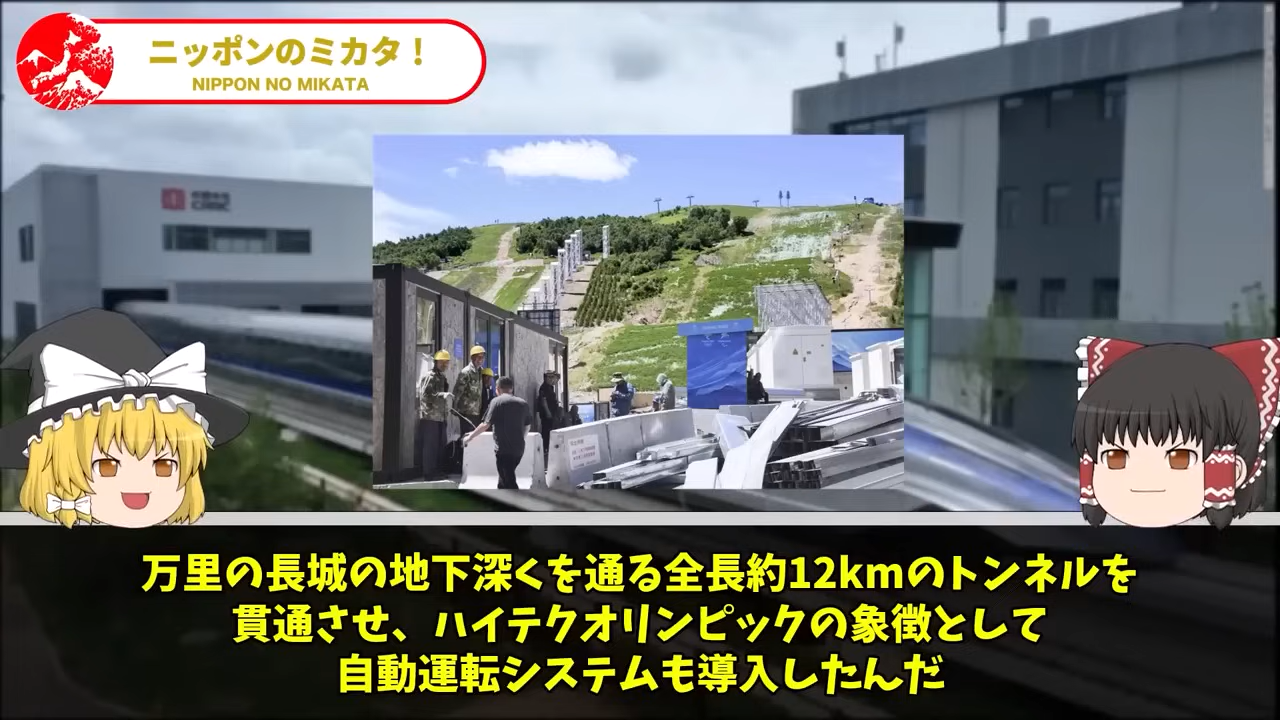 ニッポンのミカタ！
NIPPON NO MIKATA
万里の長城の地下深くを通る全長約12kmのトンネルを
貫通させ、ハイテクオリンピックの象徴として
自動運転システムも導入したんだ